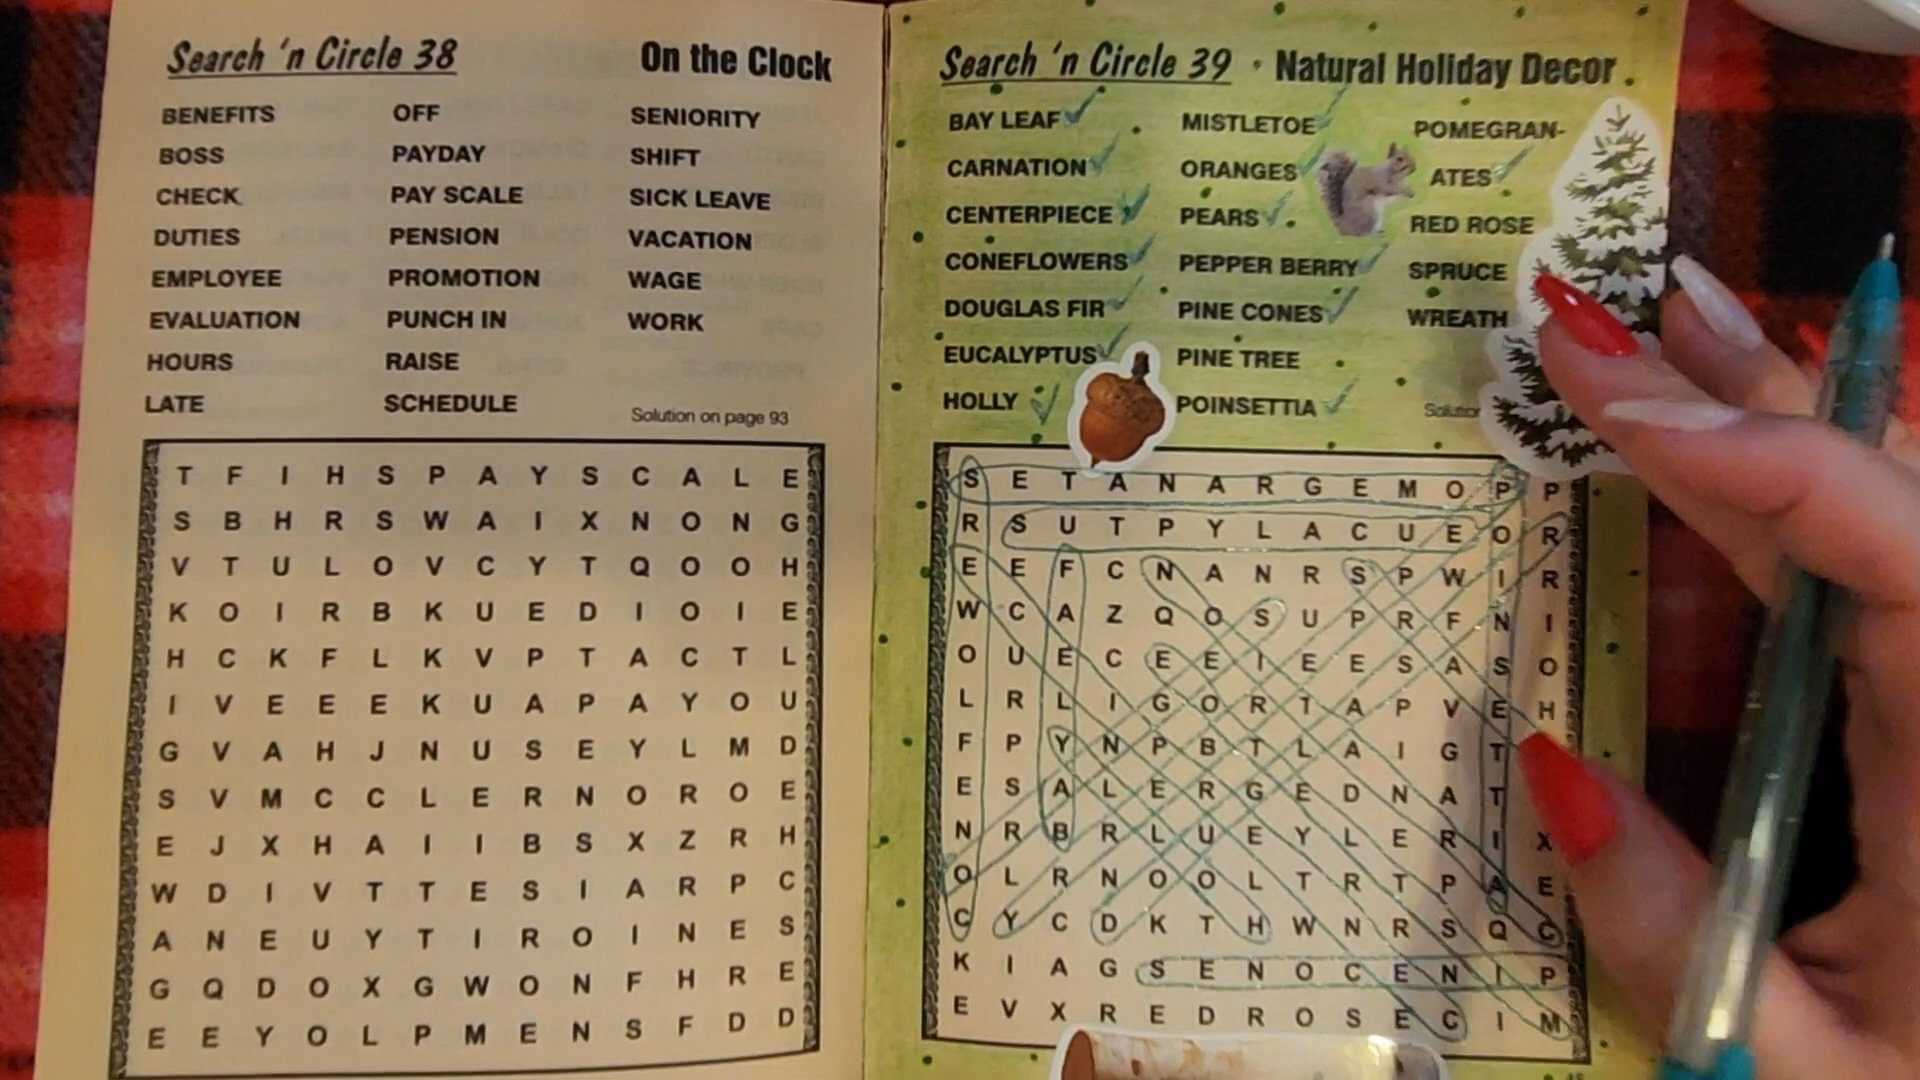 Search 'n Circle 38 On the Clock
BENEFITS OFF SENIORITY
BOSS PAYDAY SHIFT
CHECK PAY SCALE SICK LEAVE
DUTIES PENSION VACATION
EMPLOYEE PROMOTION WAGE
EVALUATION PUNCH IN WORK
HOURS RAISE
LATE SCHEDULE Solution on page 93
T F I H S P A Y S C A L E
S B H R S W A I X N O N G
V T U L O V C Y T Q O O H
K O I R B K U E D I O I E
H C K F L K V P T A C T L
I V E E E K U A P A Y O U
G V A H J N U S E Y L M D
S V M C C L E R N O R O E
E J X H A I I B S X Z R H
W D I V T T E S I A R P C
A N E U Y T I R O I N E S
G Q D O X G W O N F H R E
E E Y O L P M E N S F D D
Search 'n Circle 39 · Natural Holiday Decor
BAY LEAF MISTLETOE POMEGRAN-
CARNATION ORANGES ATES
CENTERPIECE PEARS RED ROSE
CONEFLOWERS PEPPER BERRY SPRUCE
DOUGLAS FIR PINE CONES WREATH
EUCALYPTUS PINE TREE
HOLLY POINSETTIA
S E T A N A R G E M O P P
R S U T P Y L A C U E O R
E E F C N A N R S P W I R
W C A Z Q O S U P R F N I
O U E C E E I E E S A S O
L R L I G O R T A P V E H
F P Y N P B T L A I G T
E S A L E R G E D N A T
N R B R L U E Y L E R I X
O L R N O O L T R T P A E
C Y C D K T H W N R S Q C
K I A G S E N O C E N I P
E V X R E D R O S E C I M